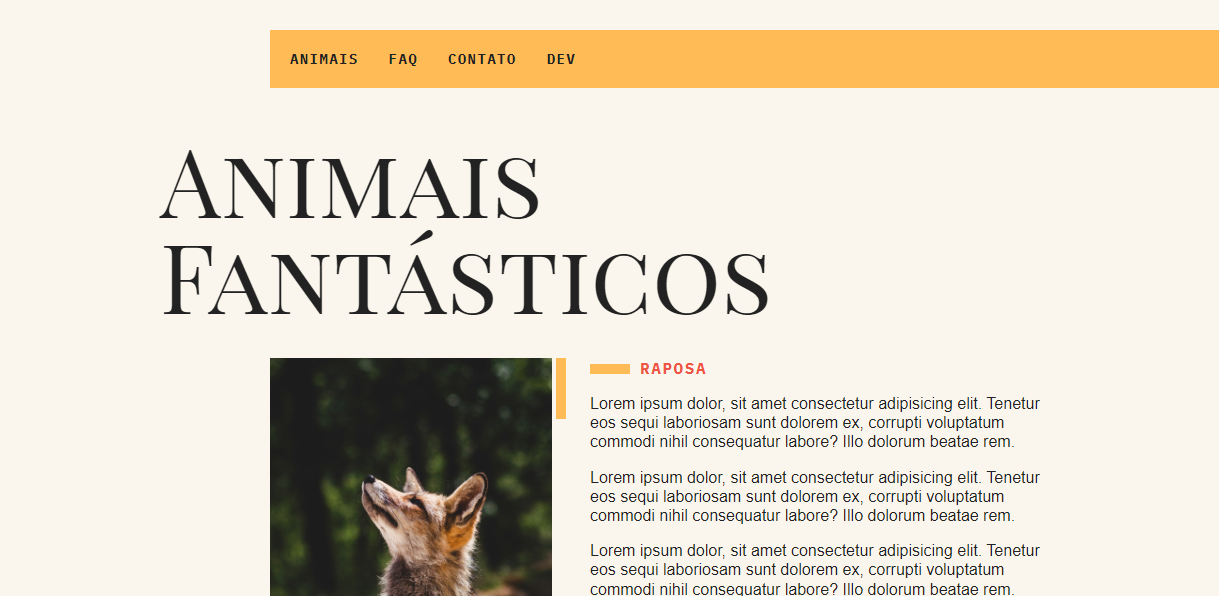 ANIMAIS FAQ CONTATO DEV
ANIMAIS
FANTÁSTICOS
RAPOSA
Lorem ipsum dolor, sit amet consectetur adipisicing elit. Tenetur
eos sequi laboriosam sunt dolorem ex, corrupti voluptatum
commodi nihil consequatur labore? Illo dolorum beatae rem.
Lorem ipsum dolor, sit amet consectetur adipisicing elit. Tenetur
eos sequi laboriosam sunt dolorem ex, corrupti voluptatum
commodi nihil consequatur labore? Illo dolorum beatae rem.
Lorem ipsum dolor, sit amet consectetur adipisicing elit. Tenetur
eos sequi laboriosam sunt dolorem ex, corrupti voluptatum
commodi nihil consequatur labore? Illo dolorum beatae rem.